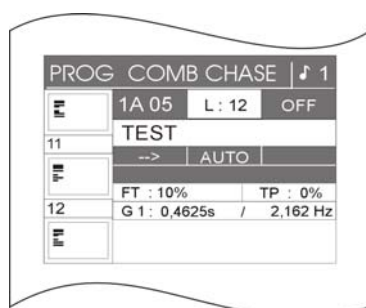 PROG COMB CHASE ♪ 1
1A 05 L : 12 OFF
TEST
11
--> AUTO
FT : 10% TP : 0%
12 G 1 : 0,4625s / 2,162 Hz